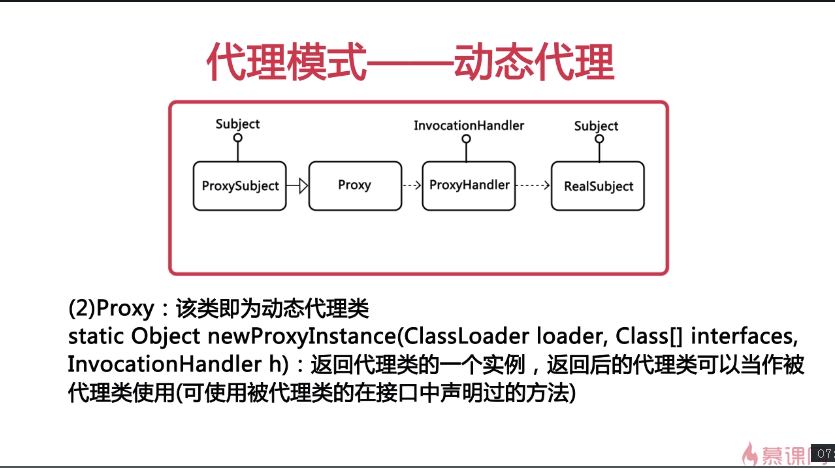 代理模式——动态代理
Subject
InvocationHandler
Subject
ProxySubject
Proxy
ProxyHandler
RealSubject
(2)Proxy：该类即为动态代理类
static Object newProxyInstance(ClassLoader loader, Class[] interfaces,
InvocationHandler h)：返回代理类的一个实例，返回后的代理类可以当作被
代理类使用(可使用被代理类的在接口中声明过的方法)
慕课
07